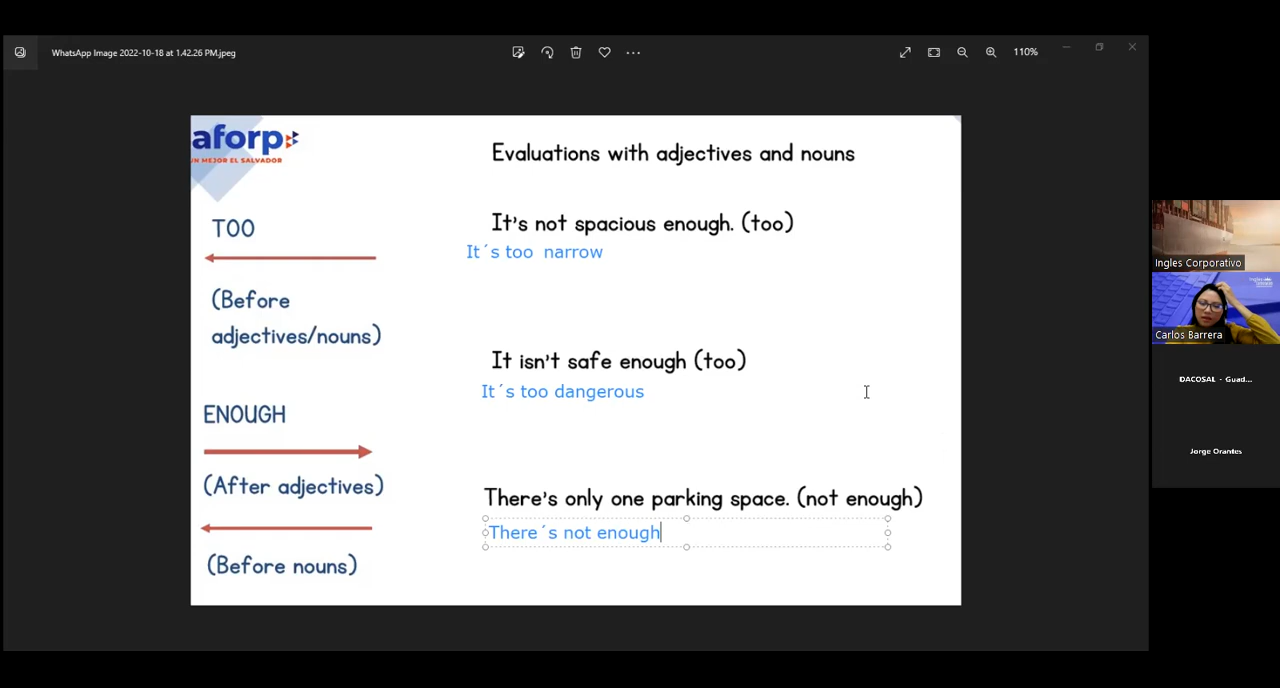 WhatsApp Image 2022-10-18 at 1.42.26 PM.jpeg
110%
aforp
UN MEJOR EL SALVADOR
Evaluations with adjectives and nouns
TOO
It's not spacious enough. (too)
It´s too narrow
(Before
adjectives/nouns)
It isn't safe enough (too)
It´s too dangerous
ENOUGH
(After adjectives)
There's only one parking space. (not enough)
There´s not enough
(Before nouns)
Ingles Corporativo
Carlos Barrera
DACOSAL - Guad...
Jorge Orantes